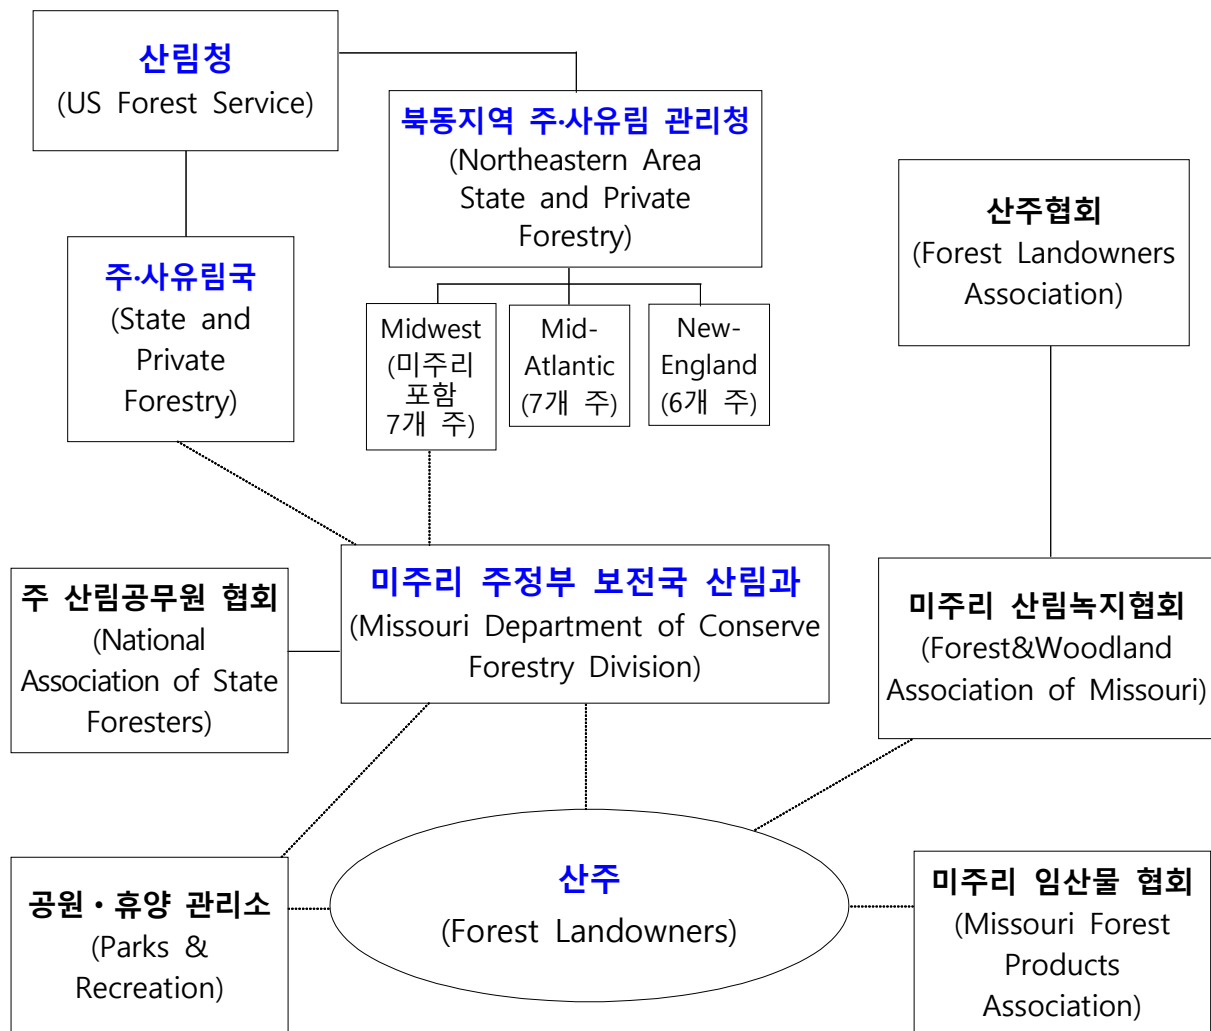 산림청
(US Forest Service)
북동지역 주·사유림 관리청
(Northeastern Area
State and Private
Forestry)
산주협회
(Forest Landowners
Association)
주·사유림국
(State and
Private
Forestry)
Midwest
(미주리
포함
7개 주)
Mid-
Atlantic
(7개 주)
New-
England
(6개 주)
주 산림공무원 협회
(National
Association of State
Foresters)
미주리 주정부 보전국 산림과
(Missouri Department of Conserve
Forestry Division)
미주리 산림녹지협회
(Forest&Woodland
Association of Missouri)
공원·휴양 관리소
(Parks &
Recreation)
산주
(Forest Landowners)
미주리 임산물 협회
(Missouri Forest
Products
Association)